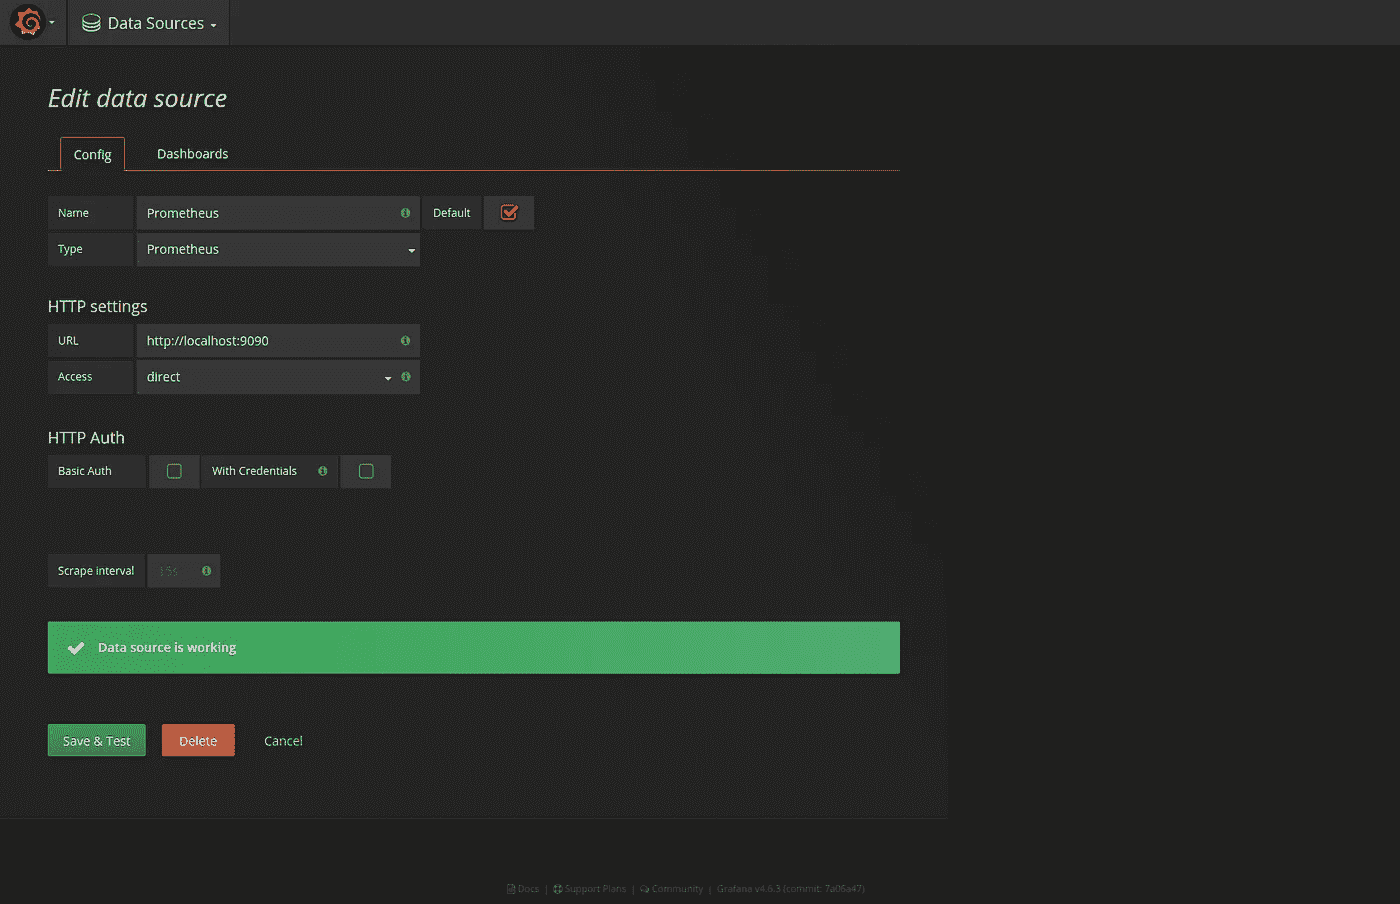 Data Sources
Edit data source
Config Dashboards
Name Prometheus Default
Type Prometheus
HTTP settings
URL http://localhost:9090
Access direct
HTTP Auth
Basic Auth With Credentials
Scrape interval 15s
Data source is working
Save & Test Delete Cancel
Docs | Support Plans | Community | Grafana v4.6.3 (commit: 7a06a47)